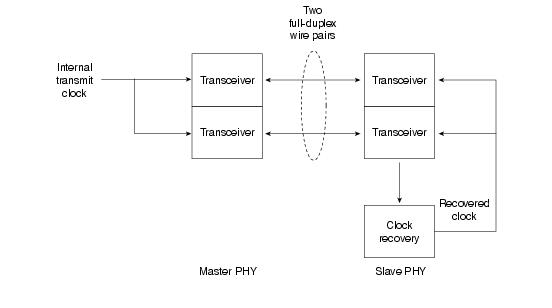 Two
full-duplex
wire pairs
Internal
transmit
clock
Transceiver
Transceiver
Transceiver
Transceiver
Recovered
clock
Clock
recovery
Master PHY
Slave PHY